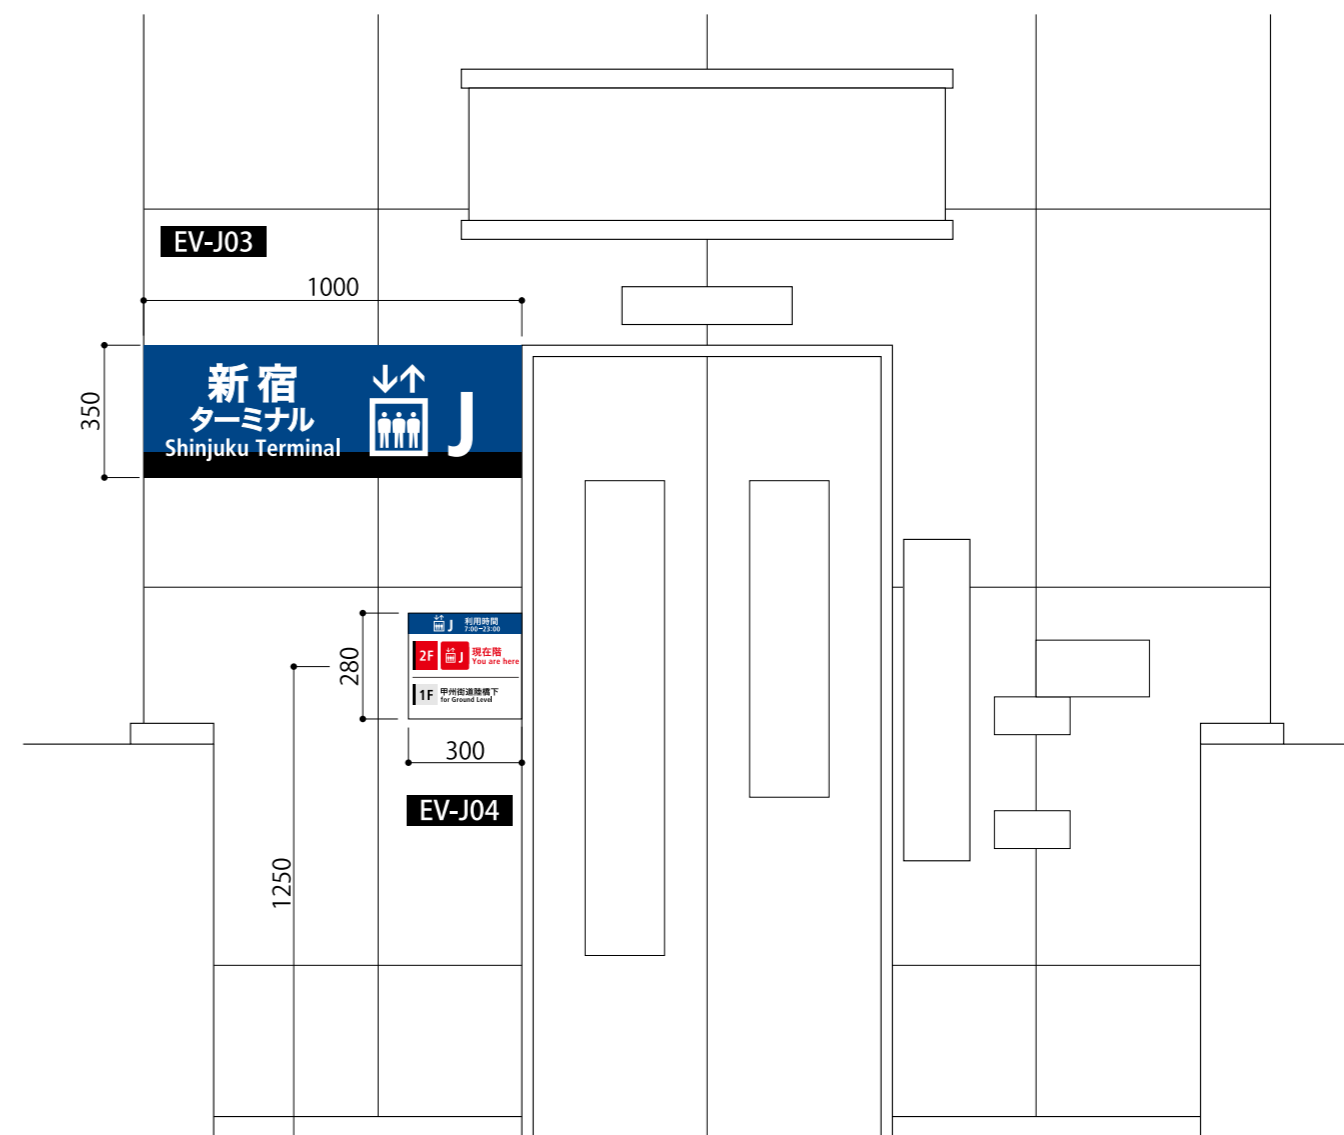 EV-J03
1000
350
新宿
ターミナル
Shinjuku Terminal
J
280
J 利用時間
7:00–23:00
2F J 現在階
You are here
1F 甲州街道陸橋下
for Ground Level
300
EV-J04
1250